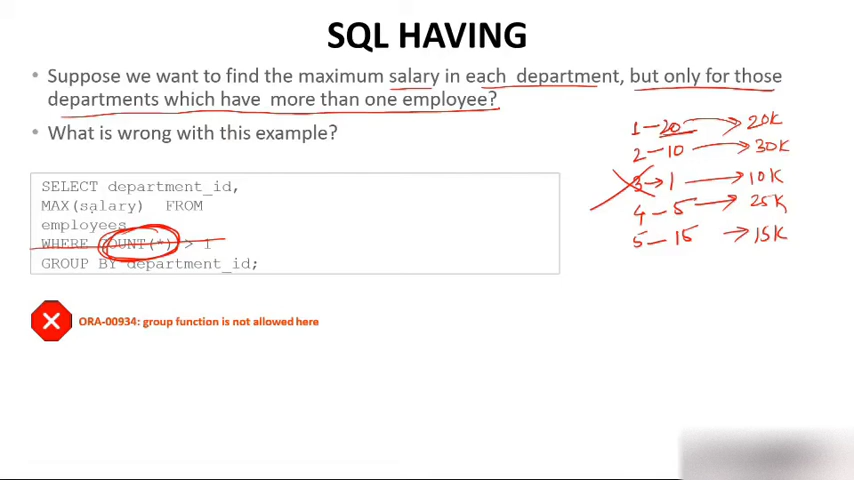 SQL HAVING
• Suppose we want to find the maximum salary in each department, but only for those
departments which have more than one employee?
• What is wrong with this example?
SELECT department_id,
MAX(salary) FROM
employees
WHERE COUNT(*) > 1
GROUP BY department_id;
ORA-00934: group function is not allowed here
1 - 20 → 20K
2 - 10 → 30K
3 → 1 → 10K
4 - 5 → 25K
5 - 15 → 15K